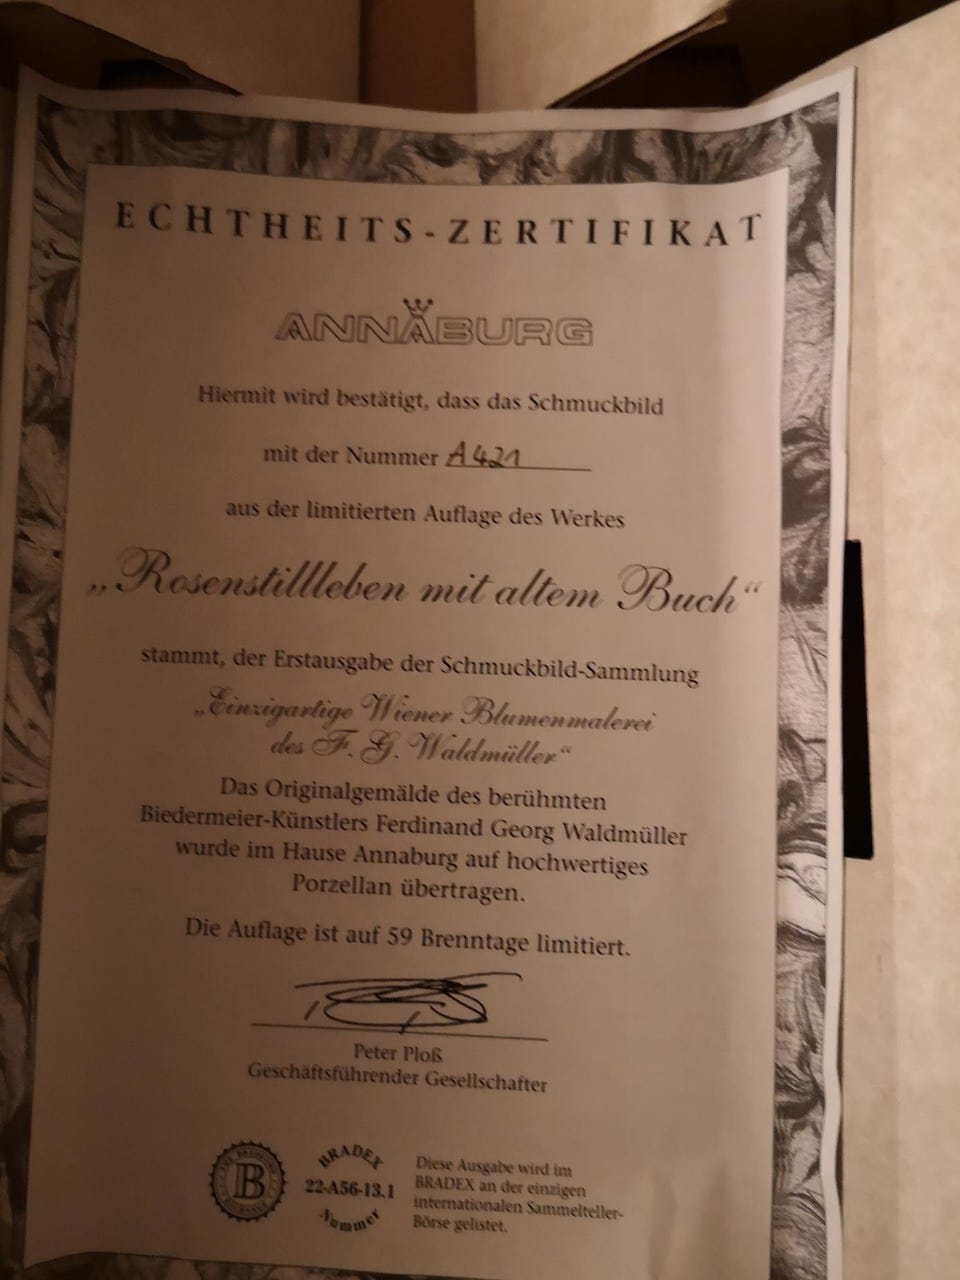 ECHTHEITS-ZERTIFIKAT
ANNABURG
Hiermit wird bestätigt, dass das Schmuckbild
mit der Nummer A 421
aus der limitierten Auflage des Werkes
„Rosenstillleben mit altem Buch“
stammt, der Erstausgabe der Schmuckbild-Sammlung
„Einzigartige Wiener Blumenmalerei
des F. G. Waldmüller“
Das Originalgemälde des berühmten
Biedermeier-Künstlers Ferdinand Georg Waldmüller
wurde im Hause Annaburg auf hochwertiges
Porzellan übertragen.
Die Auflage ist auf 59 Brenntage limitiert.
Peter Ploß
Geschäftsführender Gesellschafter
B
BRADEX
22-A56-13.1
Nummer
Diese Ausgabe wird im
BRADEX an der einzigen
internationalen Sammelteller-
Börse gelistet.